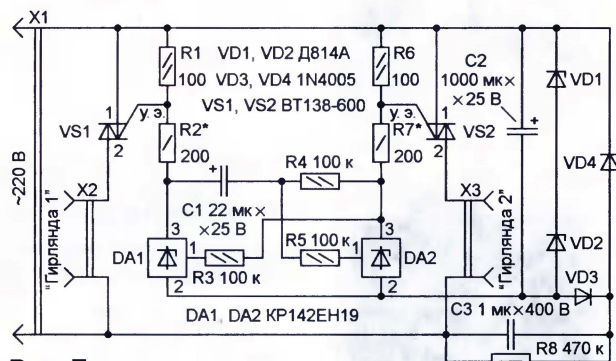 X1
R1
100
VD1, VD2 Д814А
VD3, VD4 1N4005
VS1, VS2 BT138-600
R6
100
C2
1000 мк×
×25 В
VD1
1
у. э.
VS1
2
R2*
200
у. э.
R7*
200
1
VS2
2
+
VD4
~220 В
X2
"Гирлянда 1"
+
C1 22 мк×
×25 В
R4 100 к
X3
"Гирлянда 2"
VD2
DA1
3
1
2
R3 100 к
R5 100 к
3
1
2
DA2
VD3
DA1, DA2 КР142ЕН19
C3 1 мк×400 В
R8 470 к